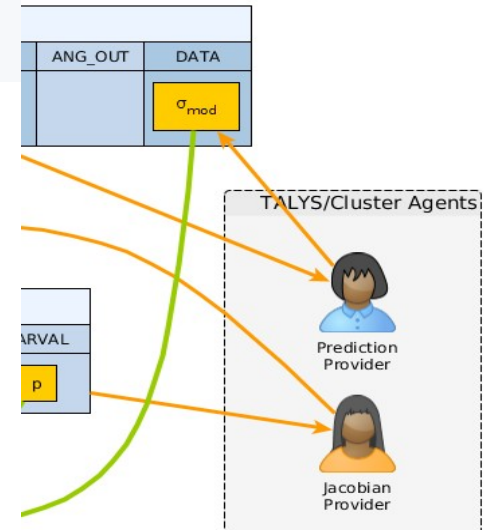 ANG_OUT DATA
σmod
TALYS/Cluster Agents
Prediction
Provider
ARVAL
p
Jacobian
Provider